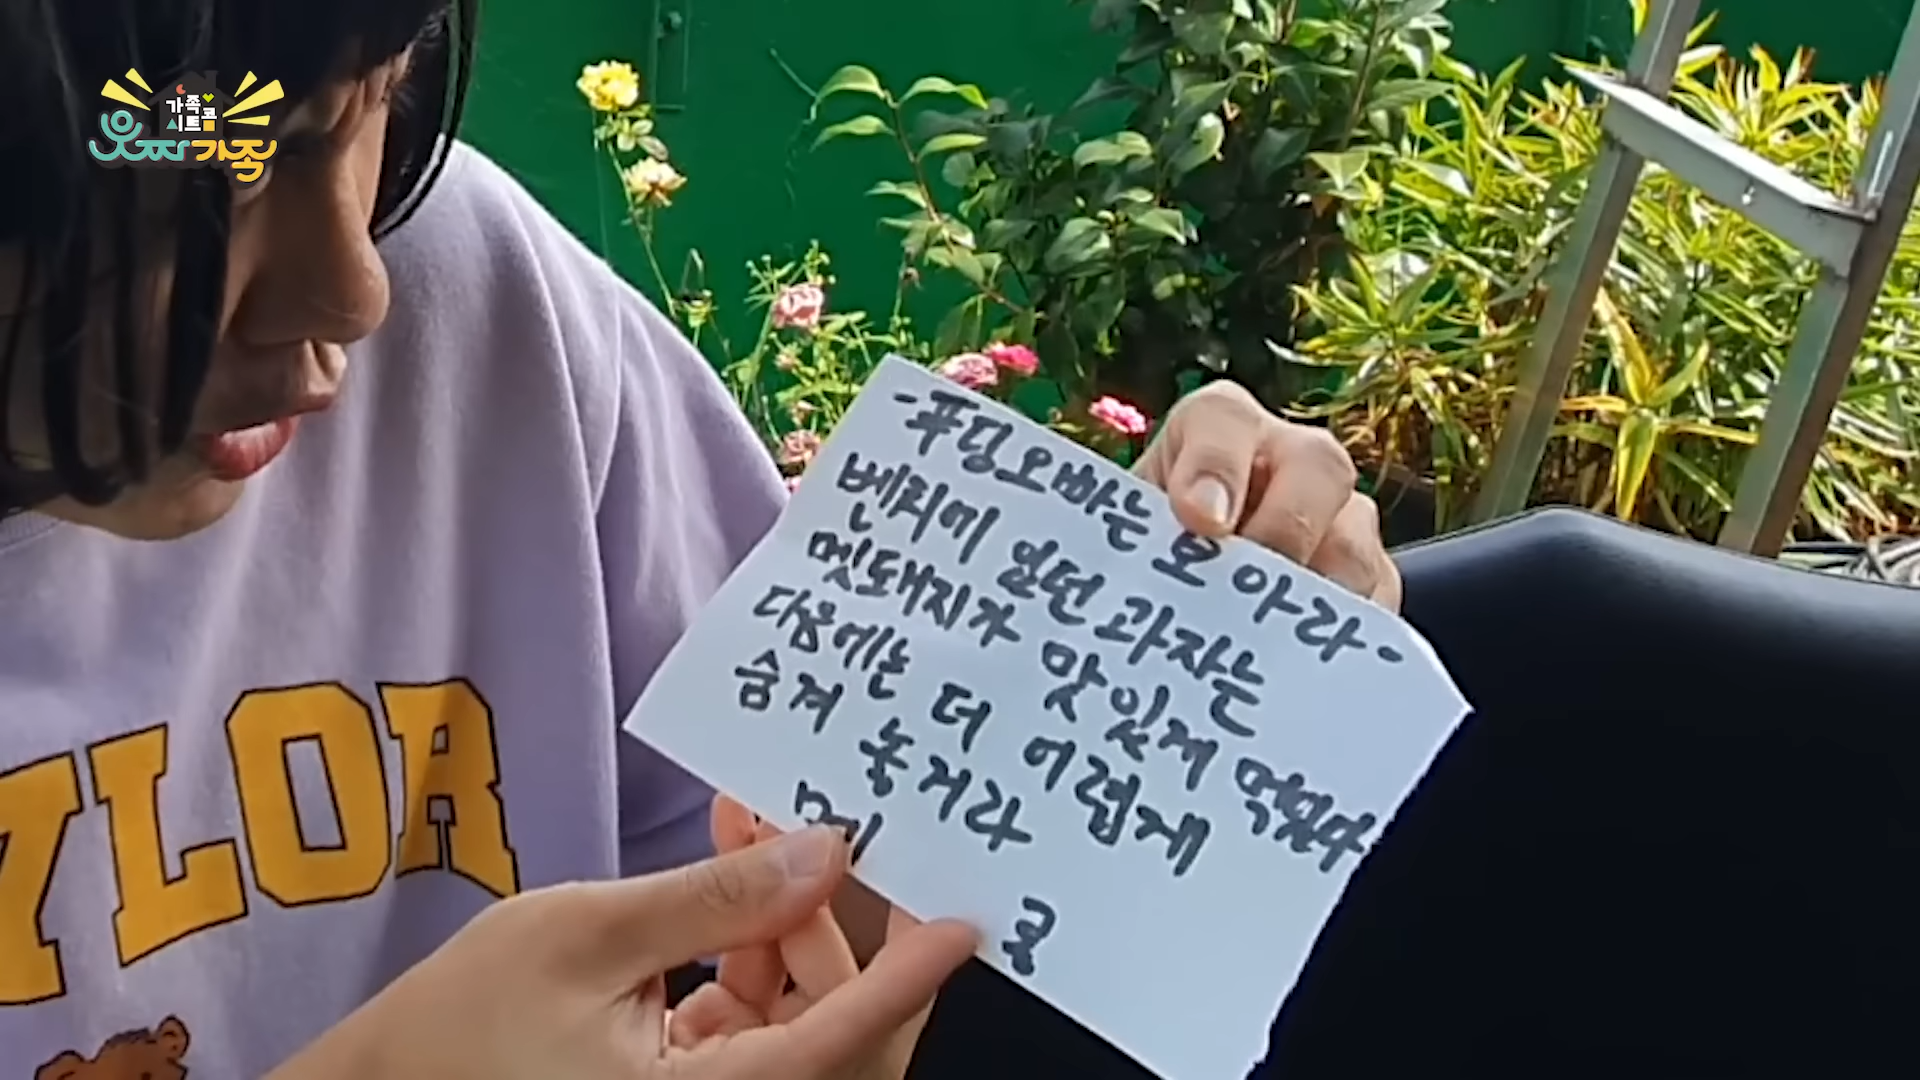 가족
시트콤
웃짜가족
-푸딩오빠는 보아라-
벤치에 있던 과자는
멧돼지가 맛있게 먹었다
다음에는 더 어렵게
숨겨 놓거라
YLOR